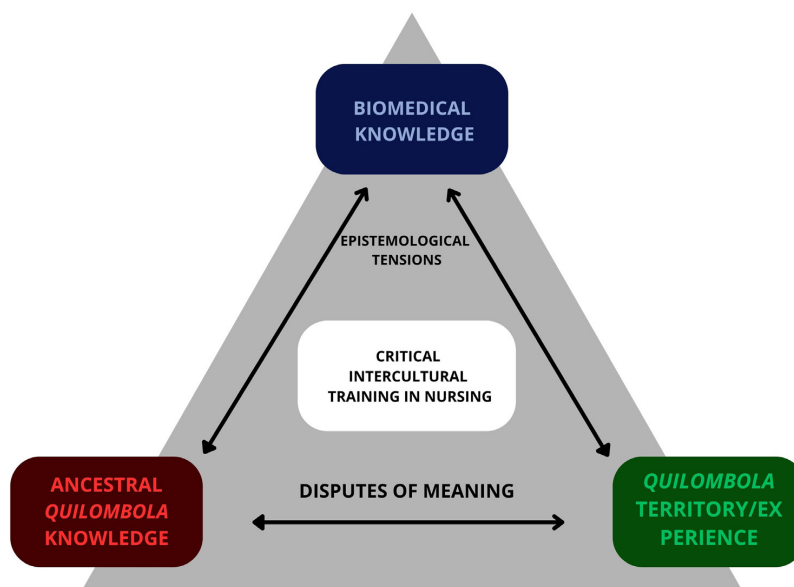 BIOMEDICAL
KNOWLEDGE
EPISTEMOLOGICAL
TENSIONS
CRITICAL
INTERCULTURAL
TRAINING IN NURSING
ANCESTRAL
QUILOMBOLA
KNOWLEDGE
DISPUTES OF MEANING
QUILOMBOLA
TERRITORY/EX
PERIENCE